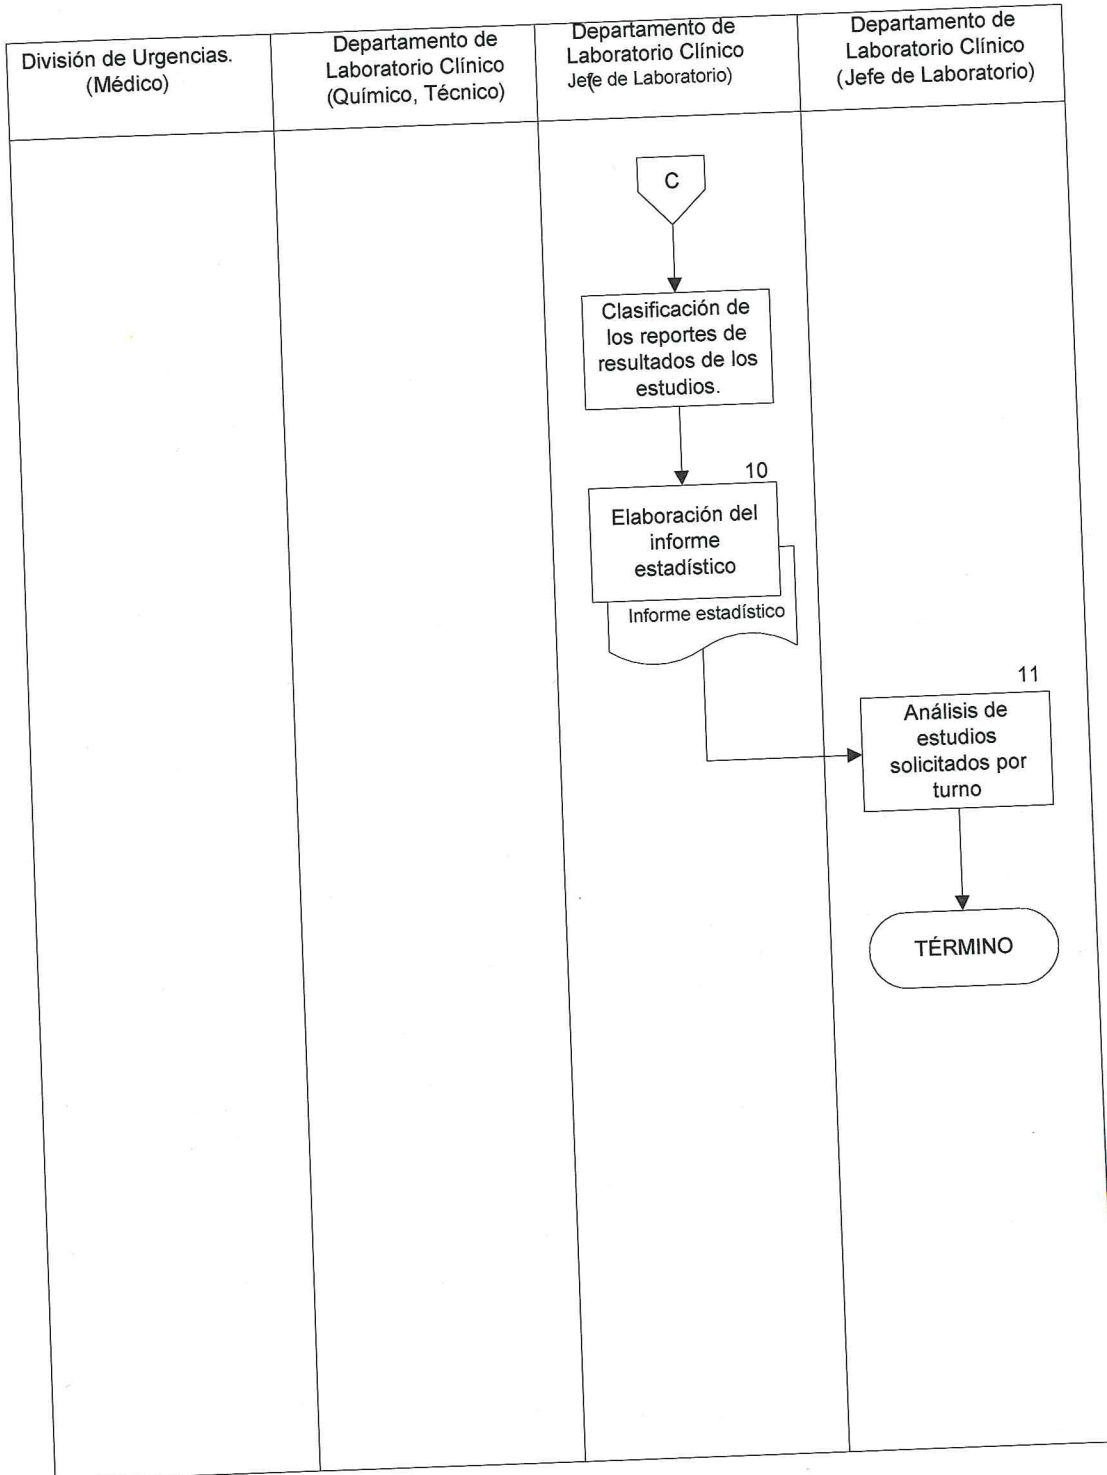 División de Urgencias.
(Médico)
Departamento de
Laboratorio Clínico
(Químico, Técnico)
Departamento de
Laboratorio Clínico
Jefe de Laboratorio)
Departamento de
Laboratorio Clínico
(Jefe de Laboratorio)
C
Clasificación de
los reportes de
resultados de los
estudios.
10
Elaboración del
informe
estadístico
Informe estadístico
11
Análisis de
estudios
solicitados por
turno
TÉRMINO